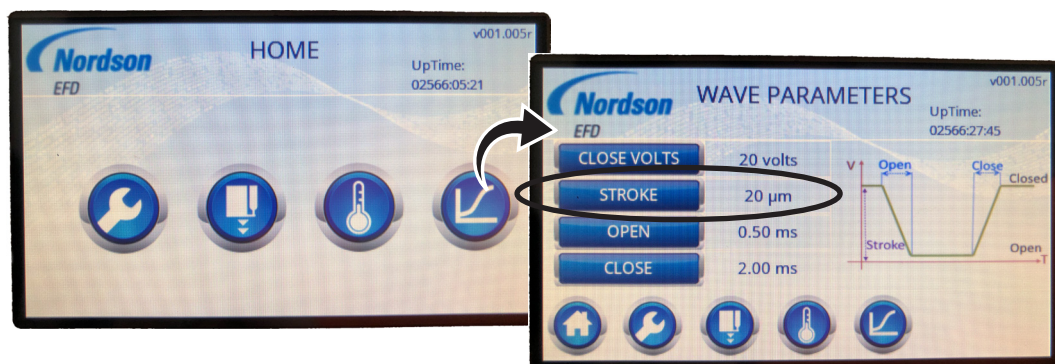 Nordson
EFD
HOME
v001.005r
UpTime:
02566:05:21
Nordson
EFD
WAVE PARAMETERS
v001.005r
UpTime:
02566:27:45
CLOSE VOLTS 20 volts
STROKE 20 µm
OPEN 0.50 ms
CLOSE 2.00 ms
V Open Close
Closed
Stroke
Open
T